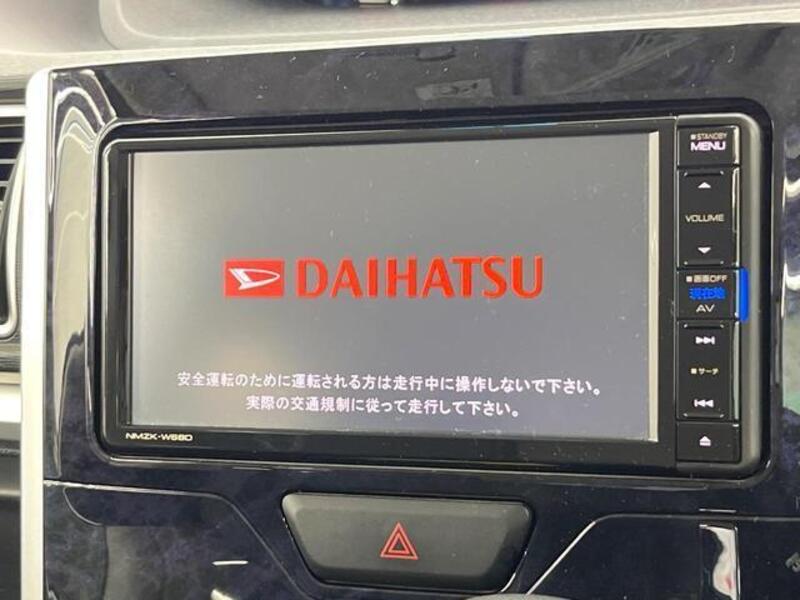 DAIHATSU
安全運転のために運転される方は走行中に操作しないで下さい。
実際の交通規制に従って走行して下さい。
NMZK-W68D
STANDBY
MENU
VOLUME
画面OFF
現在地
AV
サーチ